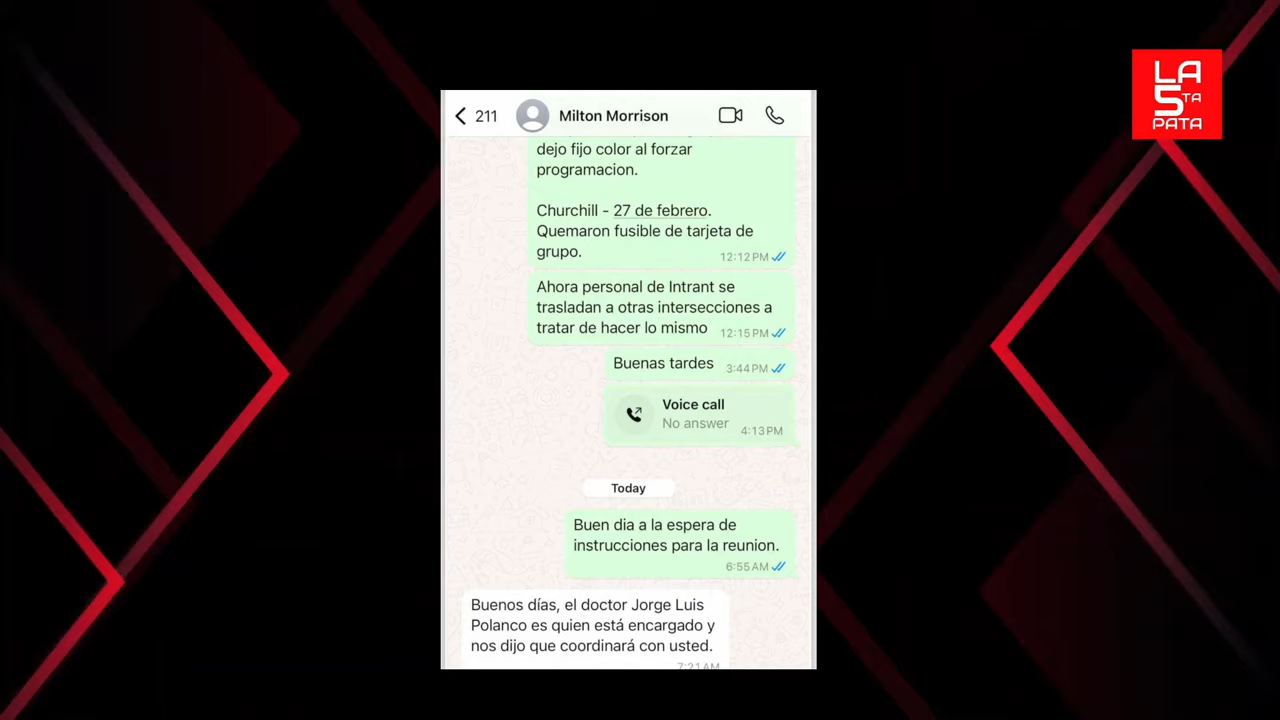 LA
5TA
PATA
211
Milton Morrison
dejo fijo color al forzar
programacion.
Churchill - 27 de febrero.
Quemaron fusible de tarjeta de
grupo.
12:12 PM
Ahora personal de Intrant se
trasladan a otras intersecciones a
tratar de hacer lo mismo
12:15 PM
Buenas tardes
3:44 PM
Voice call
No answer
4:13 PM
Today
Buen dia a la espera de
instrucciones para la reunion.
6:55 AM
Buenos días, el doctor Jorge Luis
Polanco es quien está encargado y
nos dijo que coordinará con usted.
7:21 AM